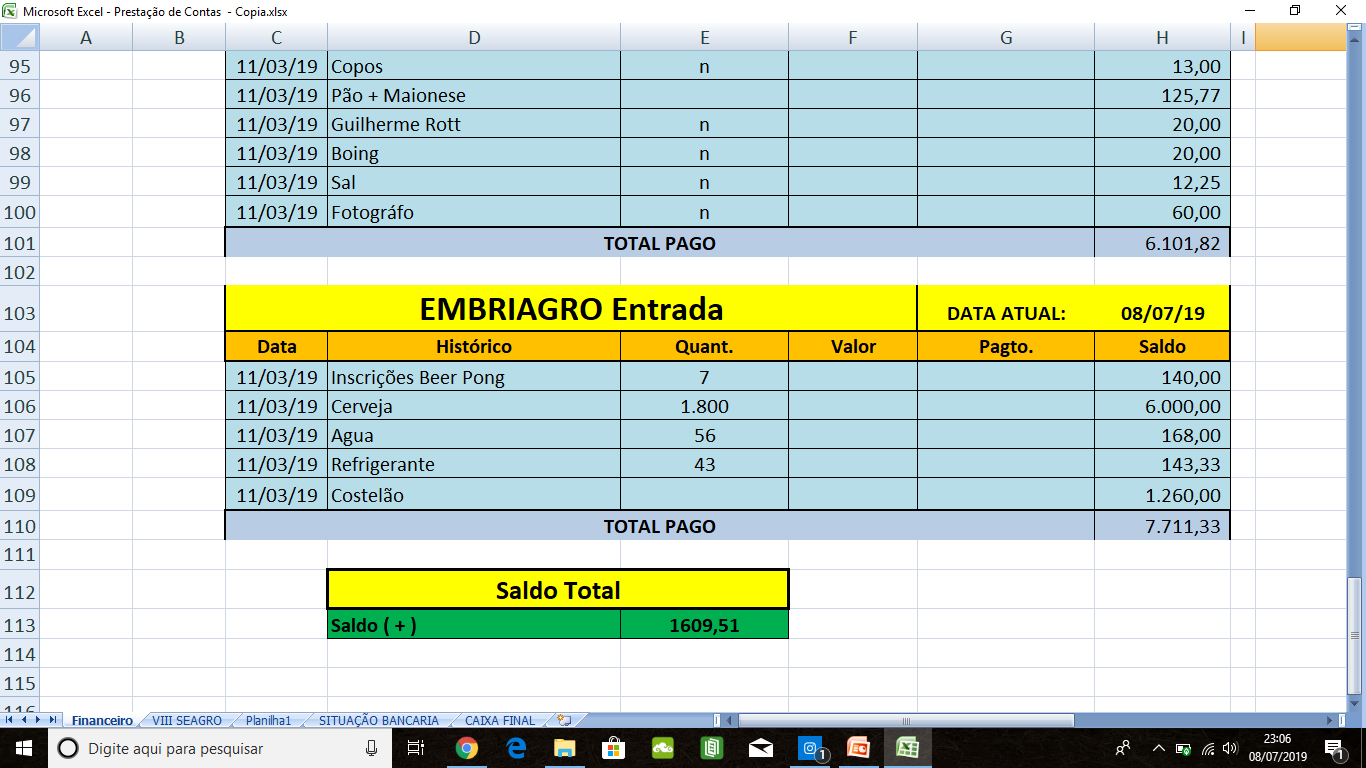 Microsoft Excel - Prestação de Contas - Copia.xlsx
A B C D E F G H I
95 11/03/19 Copos n 13,00
96 11/03/19 Pão + Maionese 125,77
97 11/03/19 Guilherme Rott n 20,00
98 11/03/19 Boing n 20,00
99 11/03/19 Sal n 12,25
100 11/03/19 Fotográfo n 60,00
101 TOTAL PAGO 6.101,82
102
103 EMBRIAGRO Entrada DATA ATUAL: 08/07/19
104 Data Histórico Quant. Valor Pagto. Saldo
105 11/03/19 Inscrições Beer Pong 7 140,00
106 11/03/19 Cerveja 1.800 6.000,00
107 11/03/19 Agua 56 168,00
108 11/03/19 Refrigerante 43 143,33
109 11/03/19 Costelão 1.260,00
110 TOTAL PAGO 7.711,33
111
112 Saldo Total
113 Saldo ( + ) 1609,51
114
115
116
Financeiro VIII SEAGRO Planilha1 SITUAÇÃO BANCARIA CAIXA FINAL
Digite aqui para pesquisar 1 23:06
08/07/2019 1